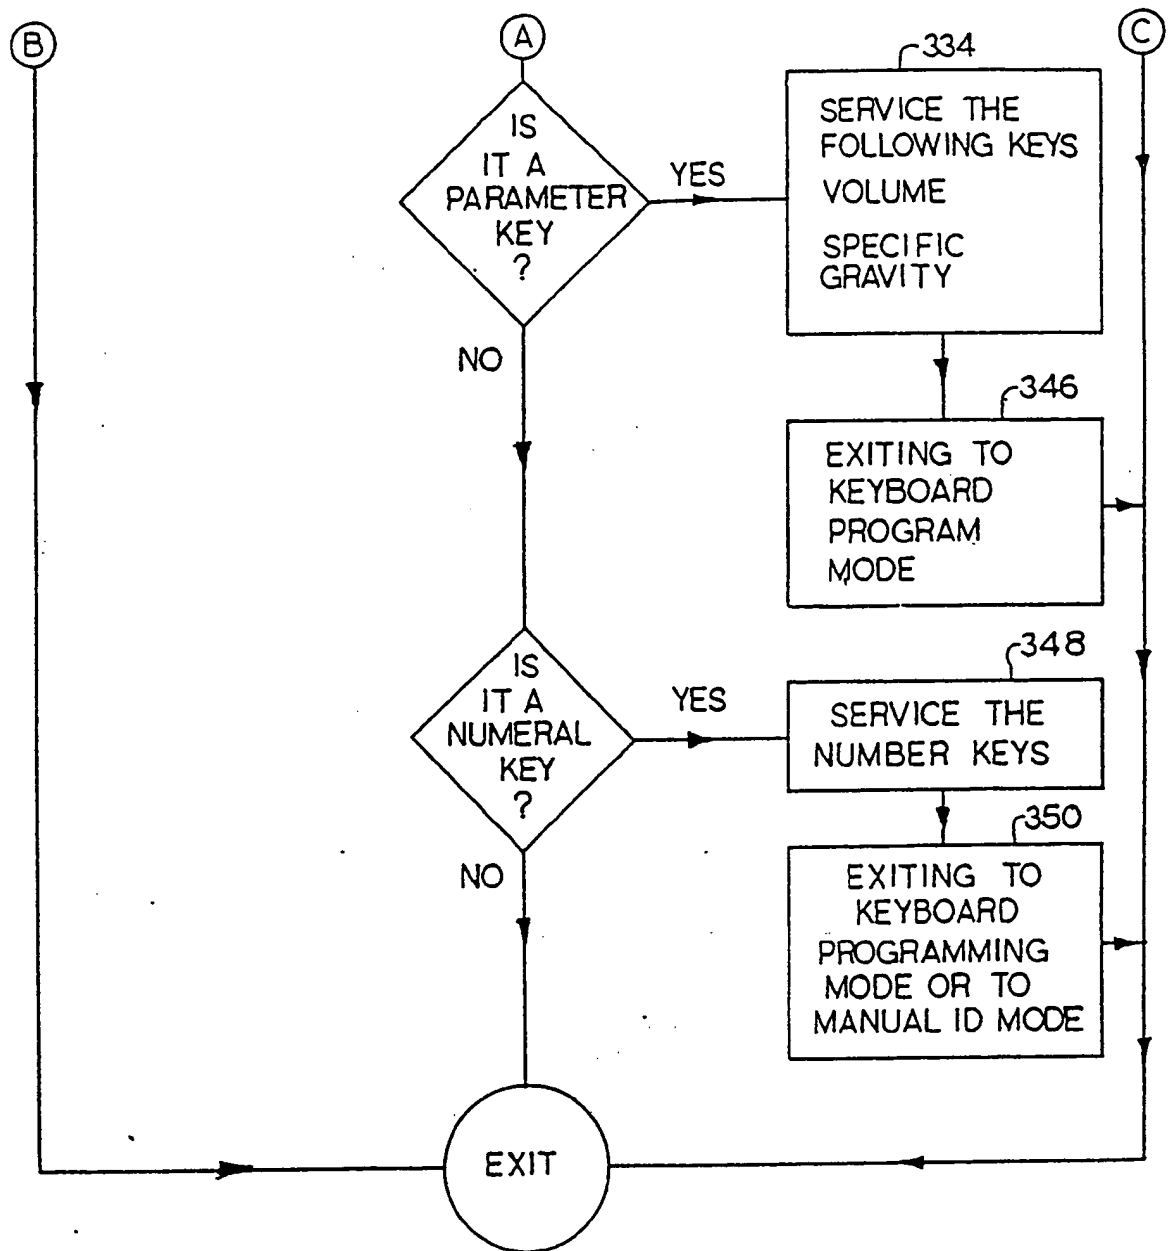 B
A
C
IS
IT A
PARAMETER
KEY
?
YES
NO
334
SERVICE THE
FOLLOWING KEYS
VOLUME
SPECIFIC
GRAVITY
346
EXITING TO
KEYBOARD
PROGRAM
MODE
IS
IT A
NUMERAL
KEY
?
YES
NO
348
SERVICE THE
NUMBER KEYS
350
EXITING TO
KEYBOARD
PROGRAMMING
MODE OR TO
MANUAL ID MODE
EXIT